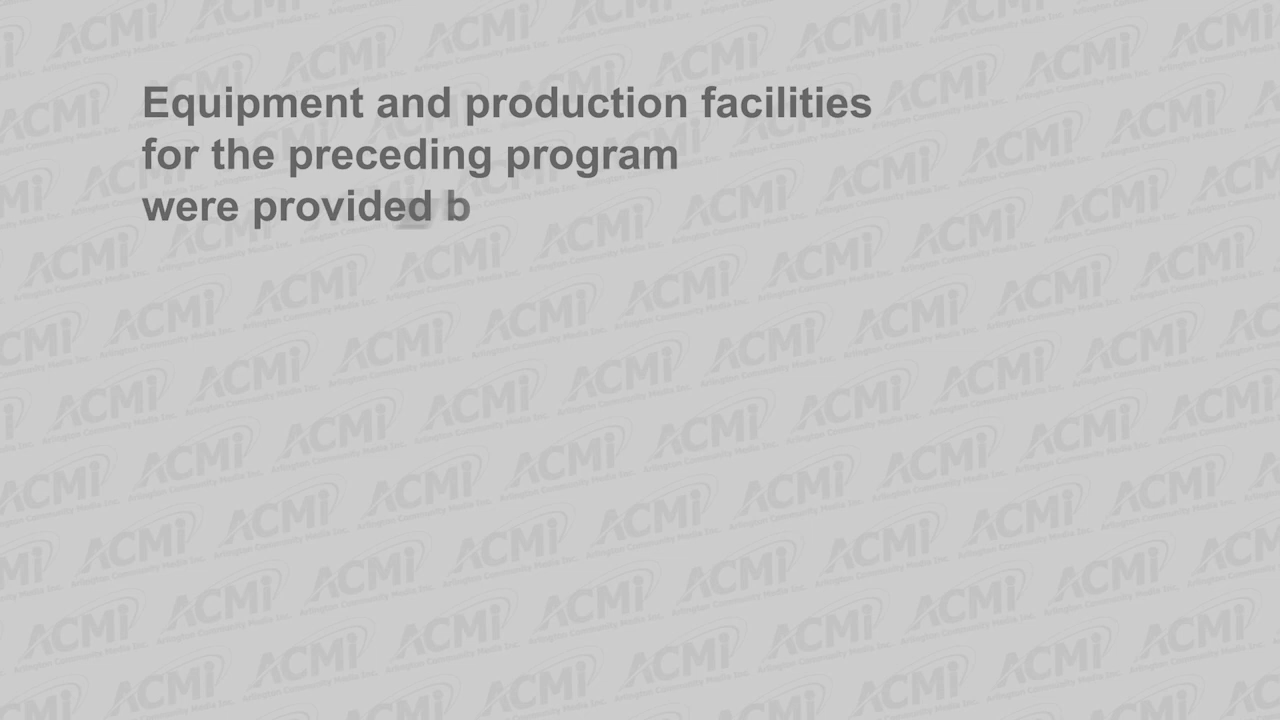 Equipment and production facilities
for the preceding program
were provided b